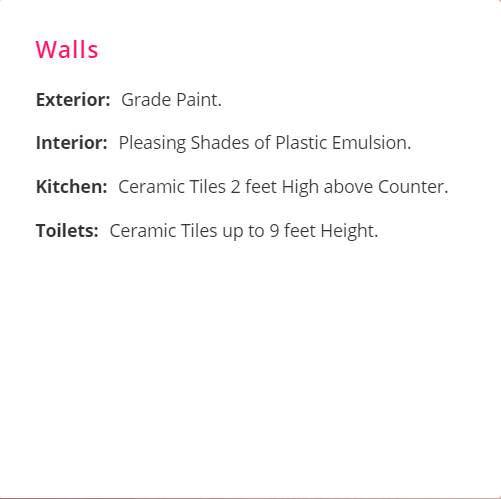 Walls
Exterior: Grade Paint.
Interior: Pleasing Shades of Plastic Emulsion.
Kitchen: Ceramic Tiles 2 feet High above Counter.
Toilets: Ceramic Tiles up to 9 feet Height.